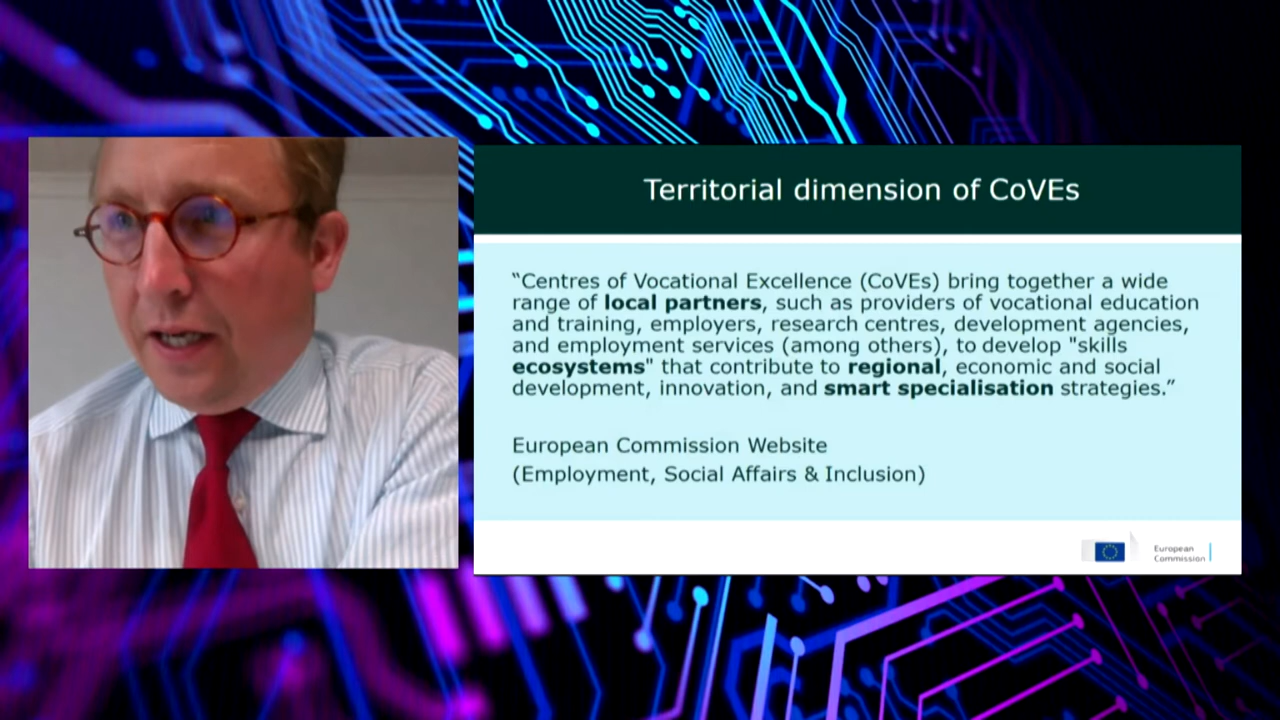 Territorial dimension of CoVEs
“Centres of Vocational Excellence (CoVEs) bring together a wide
range of local partners, such as providers of vocational education
and training, employers, research centres, development agencies,
and employment services (among others), to develop "skills
ecosystems" that contribute to regional, economic and social
development, innovation, and smart specialisation strategies.”
European Commission Website
(Employment, Social Affairs & Inclusion)
European
Commission